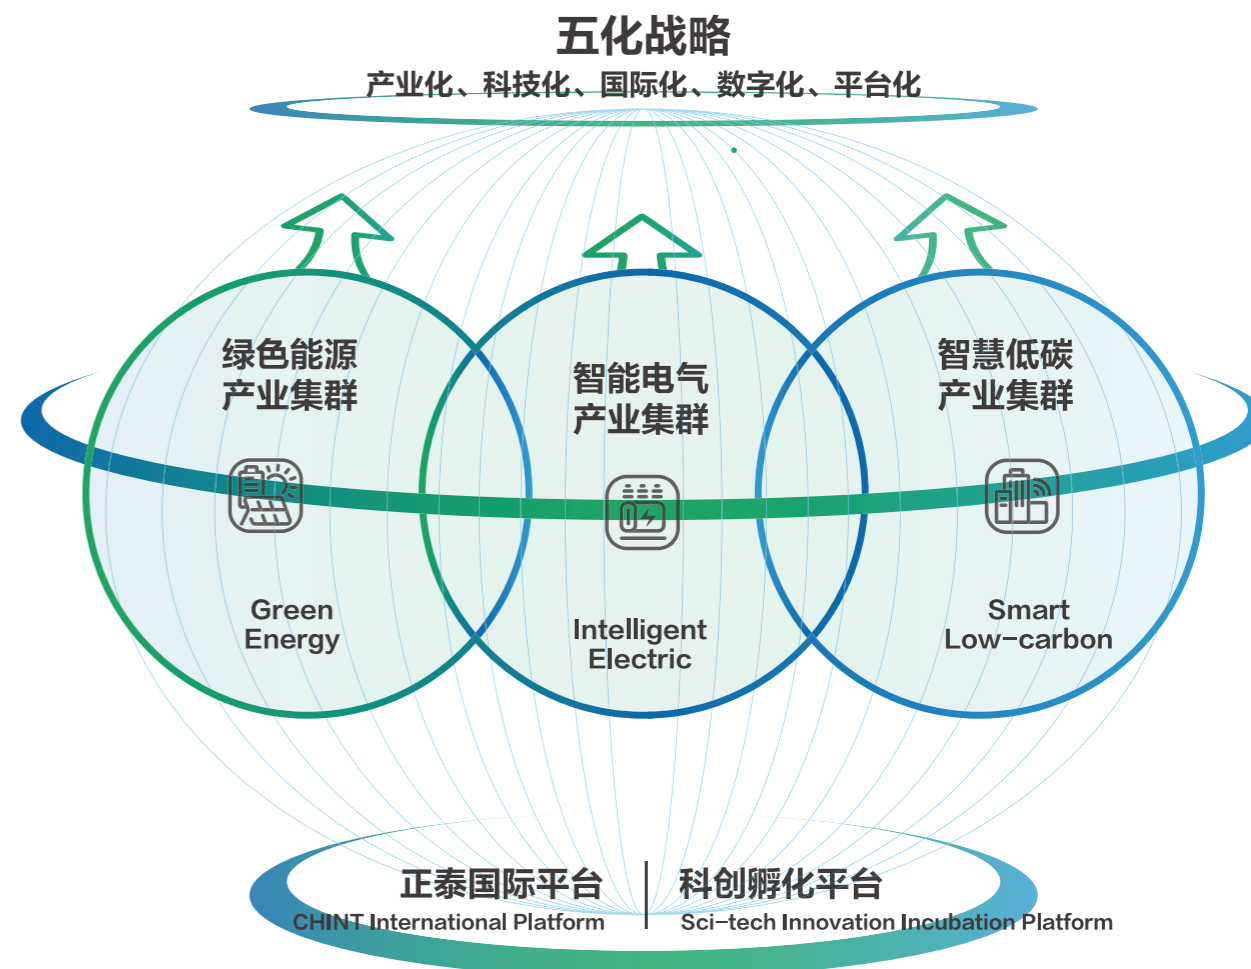 五化战略
产业化、科技化、国际化、数字化、平台化
绿色能源
产业集群
Green
Energy
智能电气
产业集群
Intelligent
Electric
智慧低碳
产业集群
Smart
Low-carbon
正泰国际平台
CHINT International Platform
科创孵化平台
Sci-tech Innovation Incubation Platform